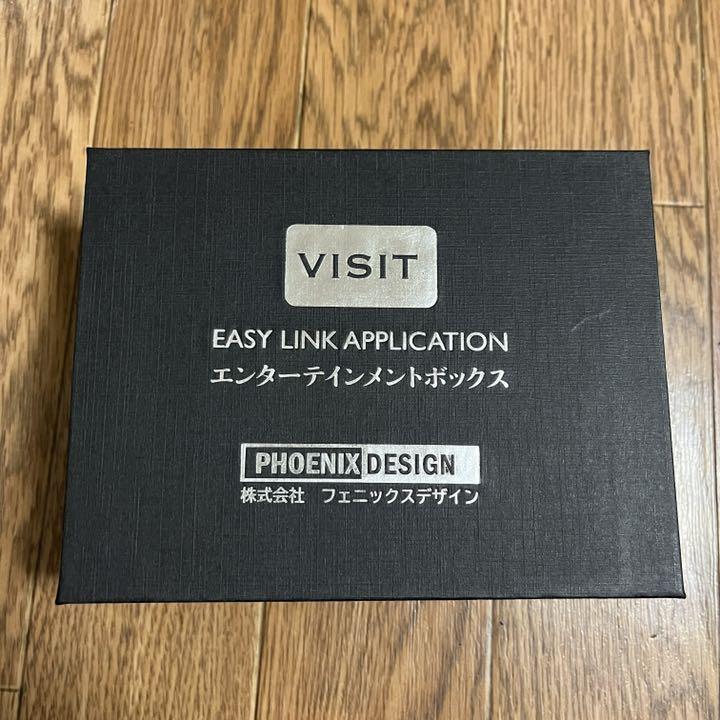 VISIT
EASY LINK APPLICATION
エンターテインメントボックス
PHOENIX DESIGN
株式会社 フェニックスデザイン